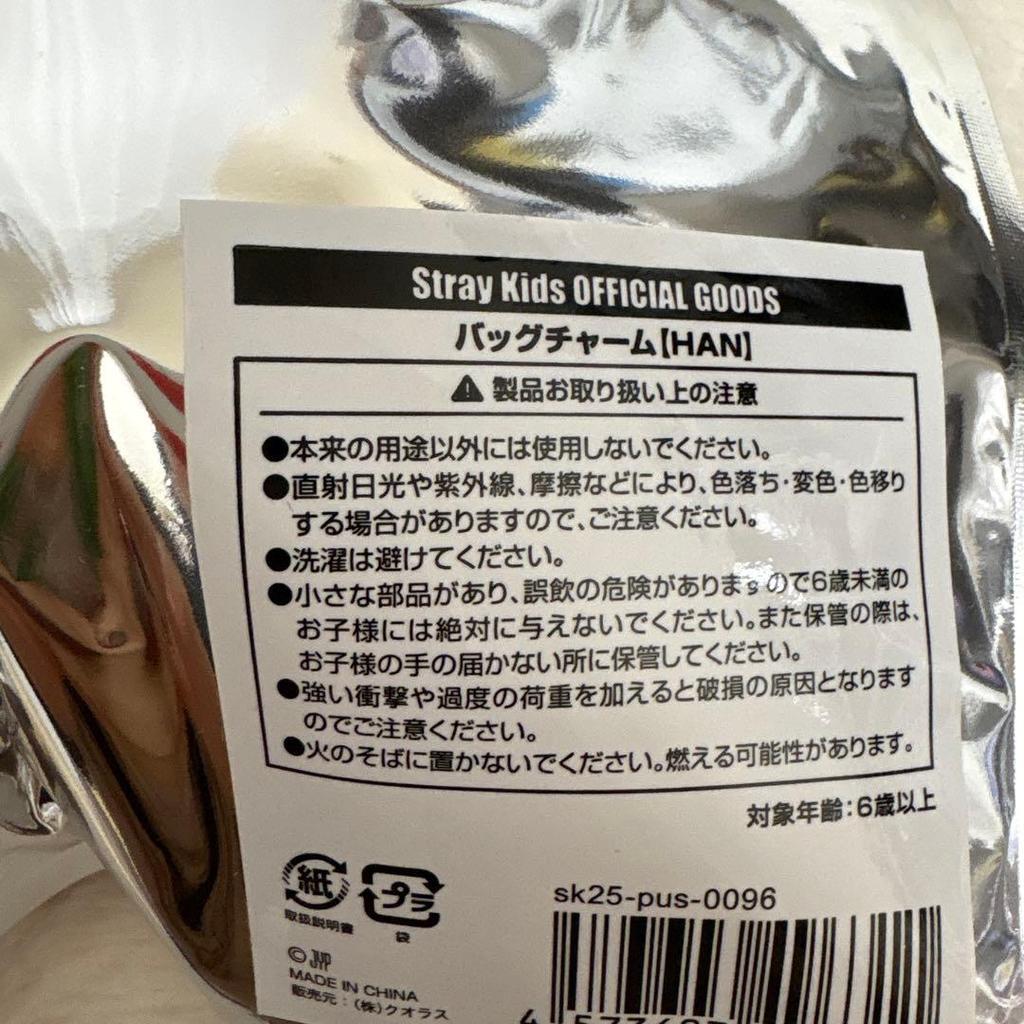 Stray Kids OFFICIAL GOODS
バッグチャーム【HAN】
⚠ 製品お取り扱い上の注意
●本来の用途以外には使用しないでください。
●直射日光や紫外線、摩擦などにより、色落ち・変色・色移り
する場合がありますので、ご注意ください。
●洗濯は避けてください。
●小さな部品があり、誤飲の危険がありますので6歳未満の
お子様には絶対に与えないでください。また保管の際は、
お子様の手の届かない所に保管してください。
●強い衝撃や過度の荷重を加えると破損の原因となります
のでご注意ください。
●火のそばに置かないでください。燃える可能性があります。
対象年齢：6歳以上
紙
取扱説明書
プラ
袋
sk25-pus-0096
© JYP
MADE IN CHINA
販売元：（株）クオラス